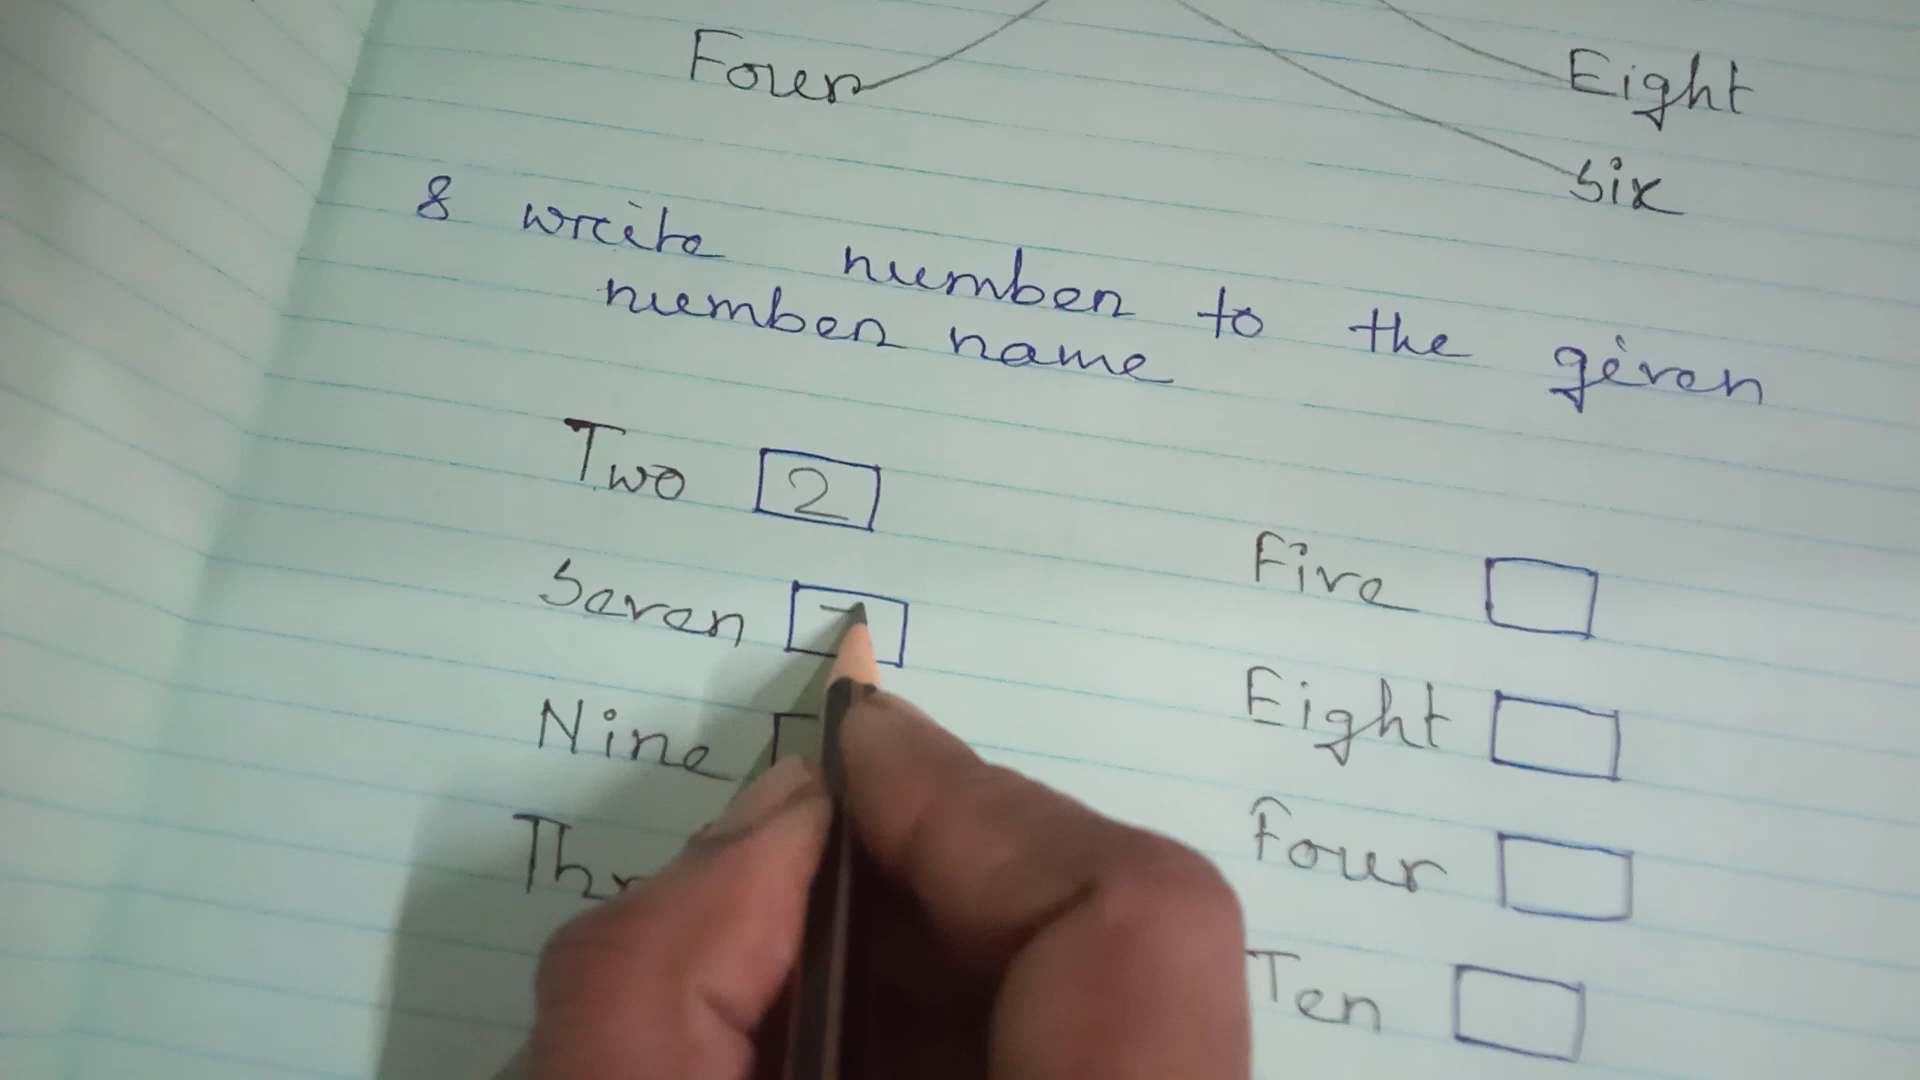 Four
Eight
Six
8 write number to the given
number name
Two 2
Five
Seven
Eight
Nine
Four
Ten